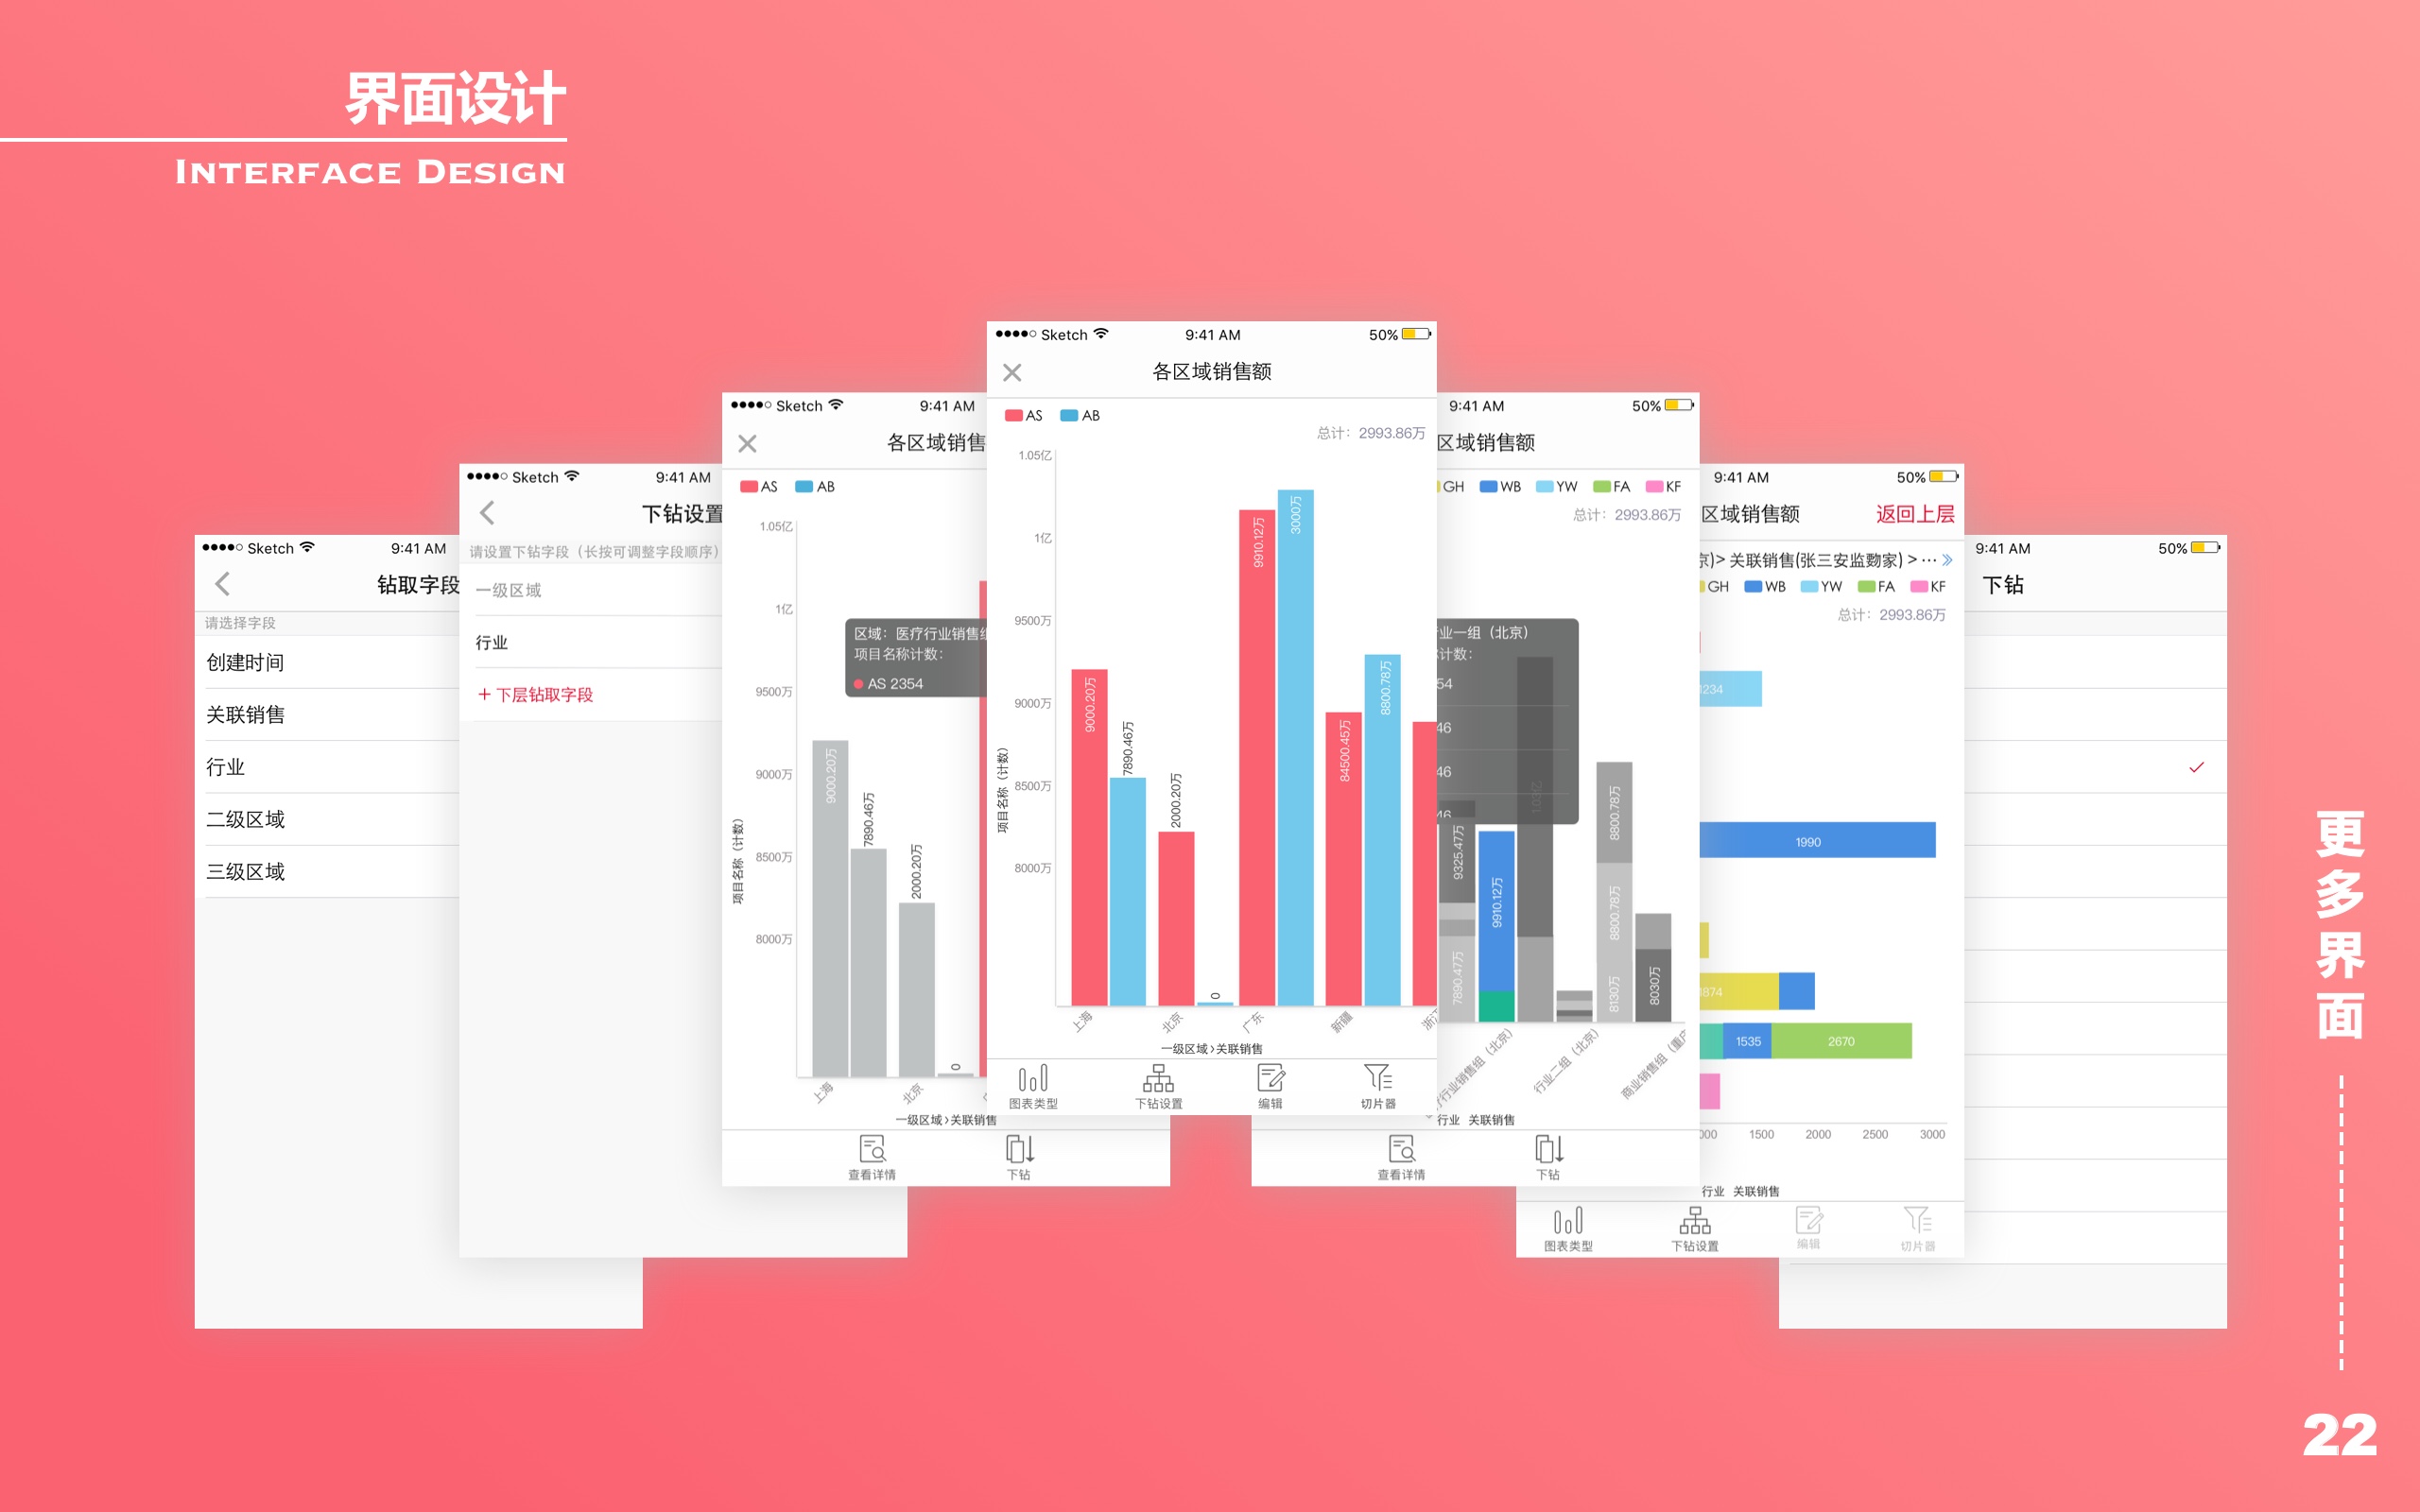 界面设计
INTERFACE DESIGN
Sketch 9:41 AM
钻取字段
请选择字段
创建时间
关联销售
行业
二级区域
三级区域
Sketch 9:41 AM
下钻设置
请设置下钻字段（长按可调整字段顺序）
一级区域
行业
+ 下层钻取字段
Sketch 9:41 AM
各区域销售
AS AB
1.05亿
1亿
9500万
9000万
8500万
8000万
项目名称（计数）
区域：医疗行业销售
项目名称计数：
AS 2354
9000.20万
7890.46万
2000.20万
0
上海
北京
一级区域>关联销售
查看详情 下钻
Sketch 9:41 AM 50%
各区域销售额
AS AB
总计：2993.86万
1.05亿
1亿
9500万
9000万
8500万
8000万
项目名称（计数）
9000.20万
7890.46万
2000.20万
0
9910.12万
3000万
84500.45万
8800.78万
上海
北京
广东
新疆
一级区域>关联销售
图表类型 下钻设置 编辑 切片器
9:41 AM 50%
区域销售额
GH WB YW FA KF
总计：2993.86万
业一组（北京）
计数：
54
46
46
46
9325.47万
7890.47万
9910.12万
8800.78万
8800.78万
8130万
8030万
行业销售组（北京）
行业二组（北京）
商业销售组（重
行业 关联销售
查看详情 下钻
9:41 AM 50%
区域销售额 返回上层
京)> 关联销售(张三安监覅家) > ··· »
GH WB YW FA KF
总计：2993.86万
1234
1990
1874
1535 2670
1500 2000 2500 3000
行业 关联销售
图表类型 下钻设置 编辑 切片器
9:41 AM 50%
下钻
更多界面
22